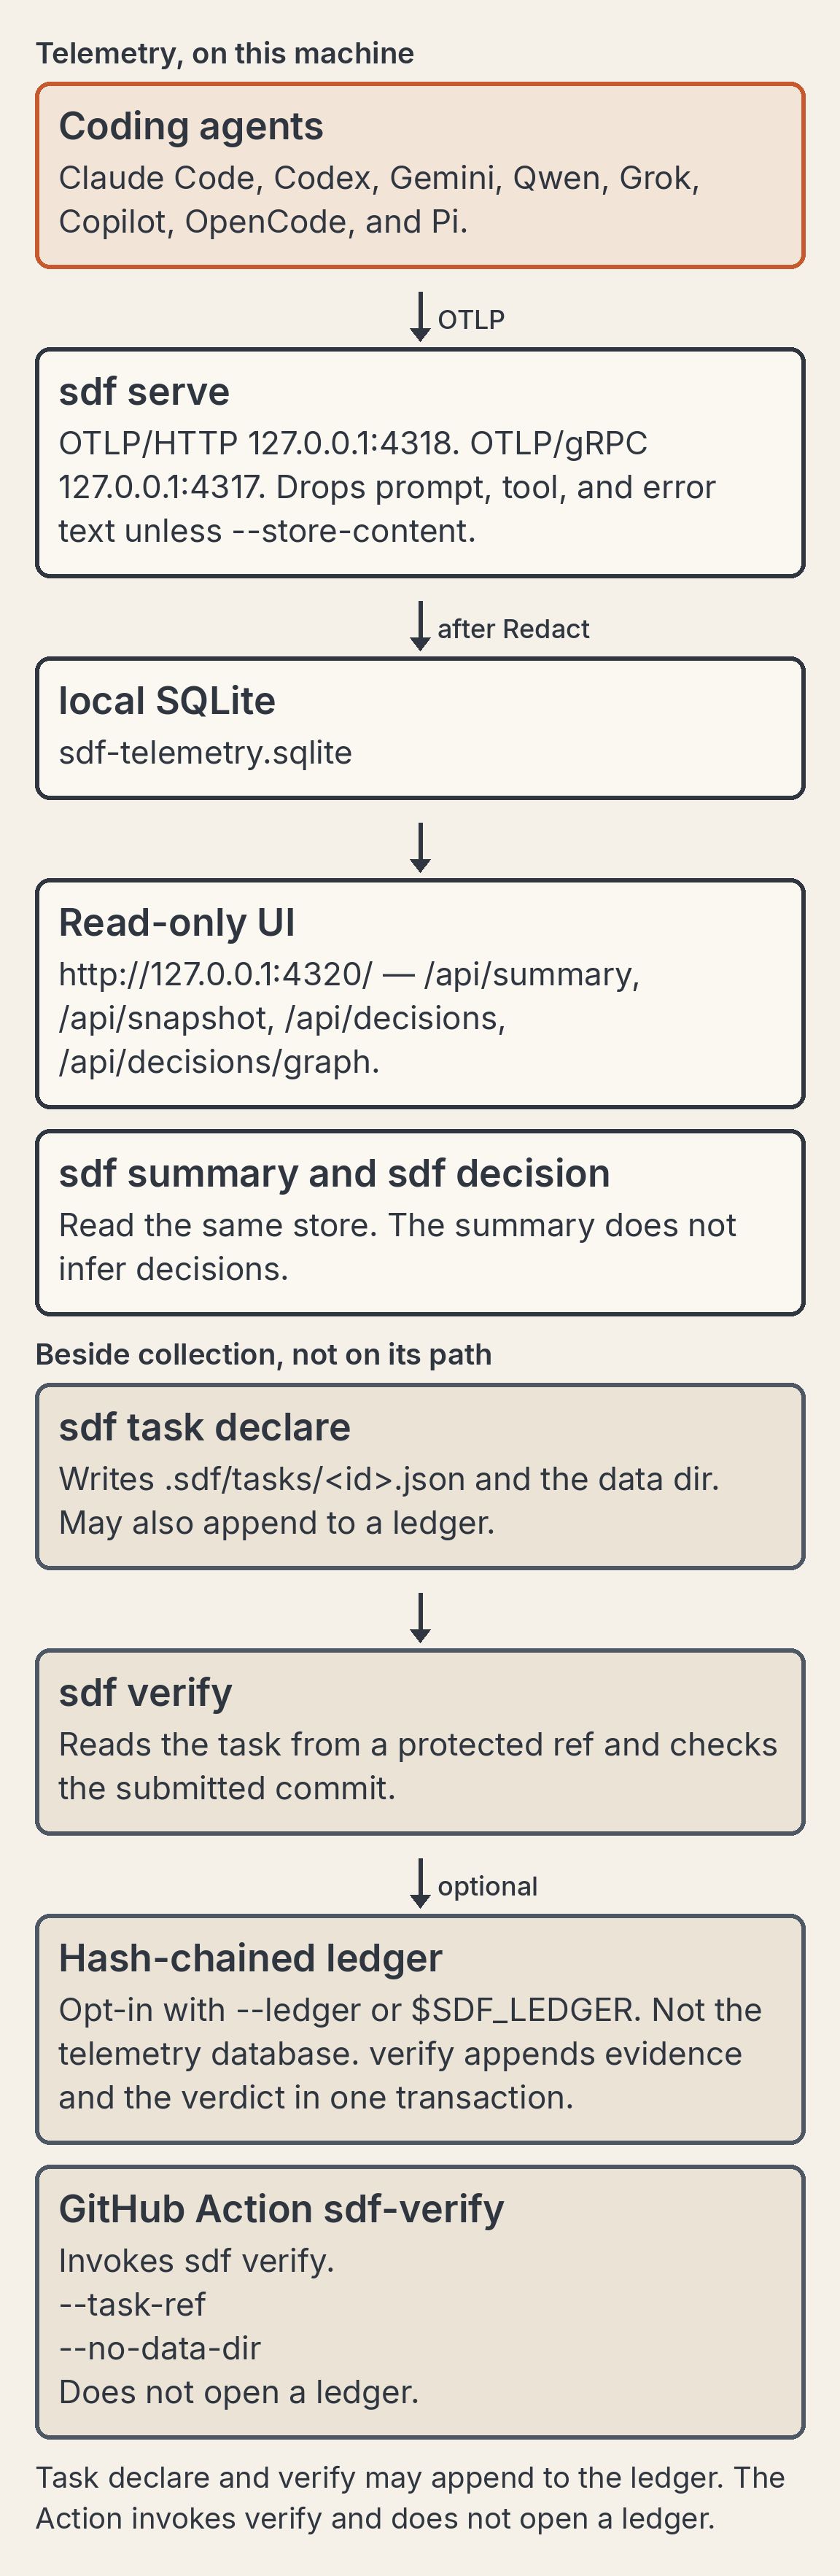 Telemetry, on this machine
Coding agents
Claude Code, Codex, Gemini, Qwen, Grok,
Copilot, OpenCode, and Pi.
OTLP
sdf serve
OTLP/HTTP 127.0.0.1:4318. OTLP/gRPC
127.0.0.1:4317. Drops prompt, tool, and error
text unless --store-content.
after Redact
local SQLite
sdf-telemetry.sqlite
Read-only UI
http://127.0.0.1:4320/ — /api/summary,
/api/snapshot, /api/decisions,
/api/decisions/graph.
sdf summary and sdf decision
Read the same store. The summary does not
infer decisions.
Beside collection, not on its path
sdf task declare
Writes .sdf/tasks/<id>.json and the data dir.
May also append to a ledger.
sdf verify
Reads the task from a protected ref and checks
the submitted commit.
optional
Hash-chained ledger
Opt-in with --ledger or $SDF_LEDGER. Not the
telemetry database. verify appends evidence
and the verdict in one transaction.
GitHub Action sdf-verify
Invokes sdf verify.
--task-ref
--no-data-dir
Does not open a ledger.
Task declare and verify may append to the ledger. The
Action invokes verify and does not open a ledger.